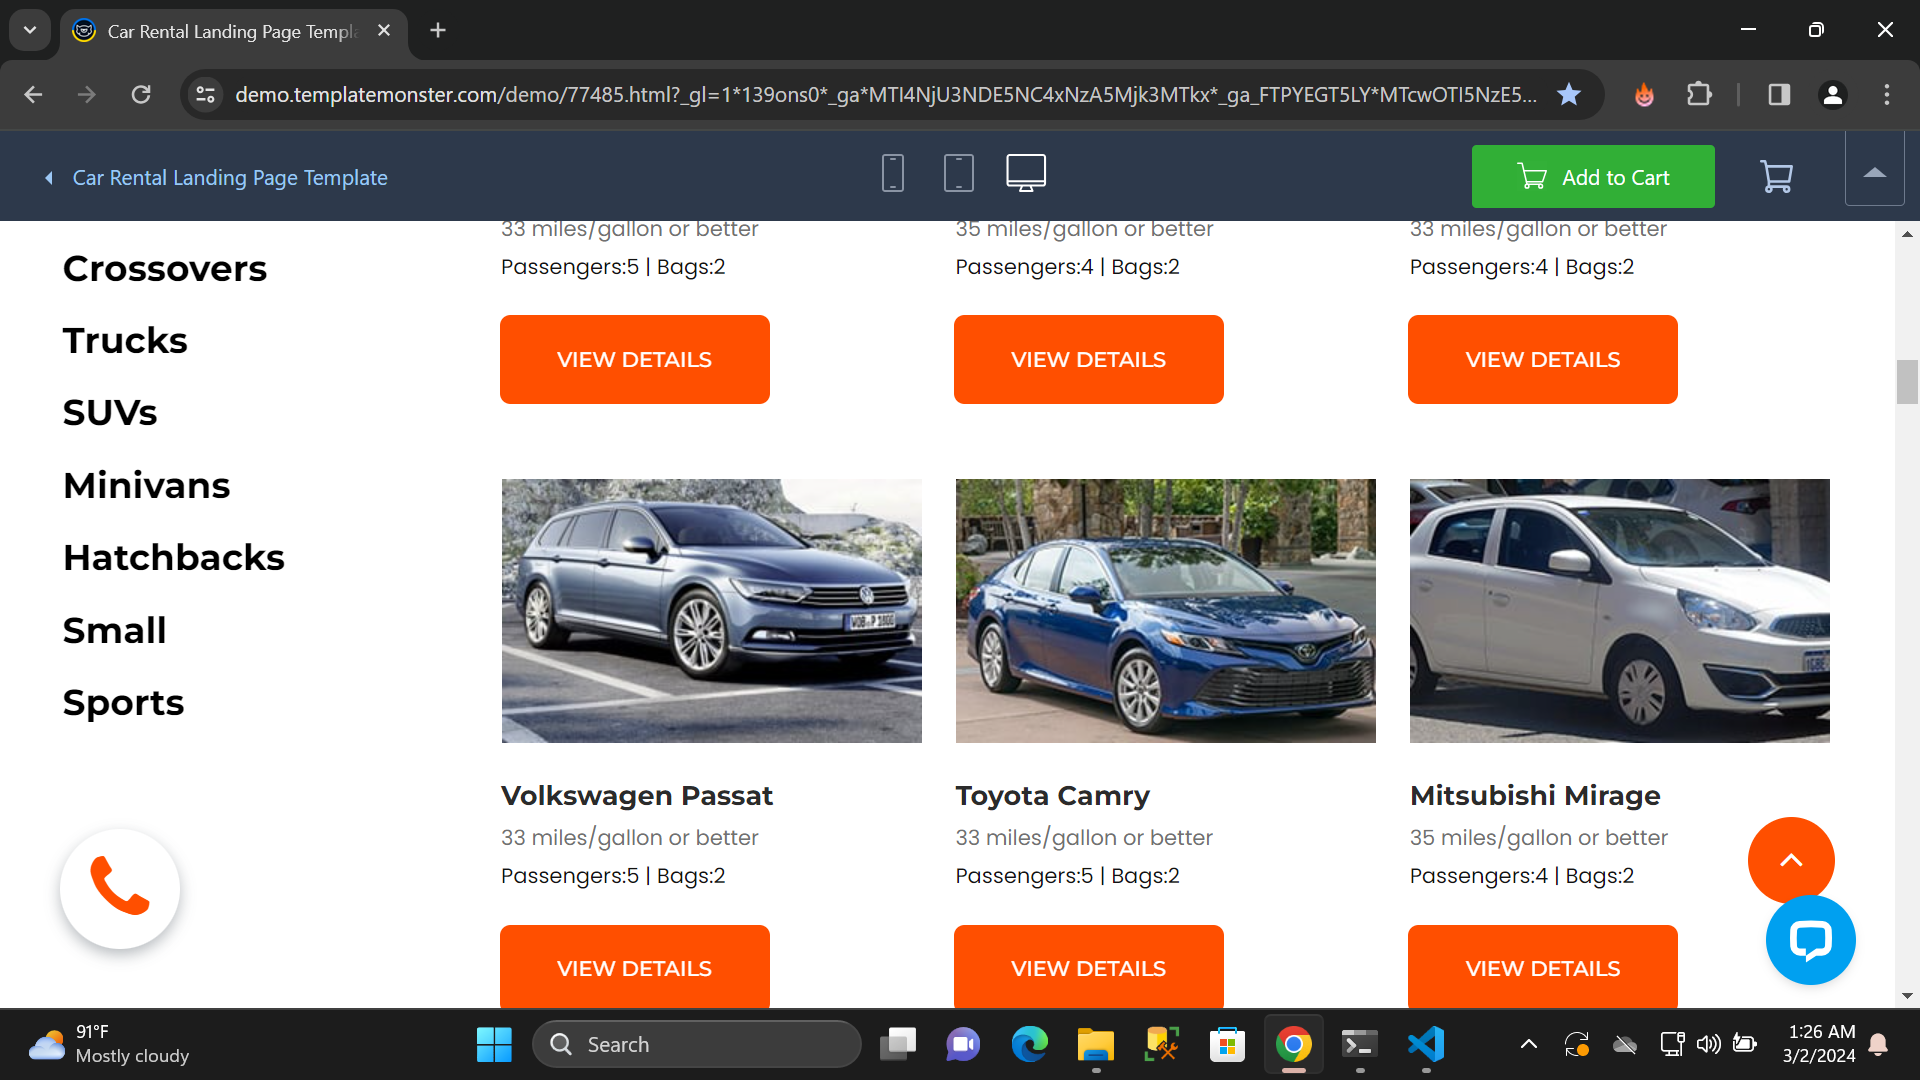 Car Rental Landing Page Templa
demo.templatemonster.com/demo/77485.html?_gl=1*139ons0*_ga*MTI4NjU3NDE5NC4xNzA5Mjk3MTkx*_ga_FTPYEGT5LY*MTcwOTI5NzE5...
Car Rental Landing Page Template
Add to Cart
Crossovers
Trucks
SUVs
Minivans
Hatchbacks
Small
Sports
33 miles/gallon or better
Passengers:5 | Bags:2
VIEW DETAILS
35 miles/gallon or better
Passengers:4 | Bags:2
VIEW DETAILS
33 miles/gallon or better
Passengers:4 | Bags:2
VIEW DETAILS
Volkswagen Passat
33 miles/gallon or better
Passengers:5 | Bags:2
VIEW DETAILS
Toyota Camry
33 miles/gallon or better
Passengers:5 | Bags:2
VIEW DETAILS
Mitsubishi Mirage
35 miles/gallon or better
Passengers:4 | Bags:2
VIEW DETAILS
91°F
Mostly cloudy
Search
1:26 AM
3/2/2024